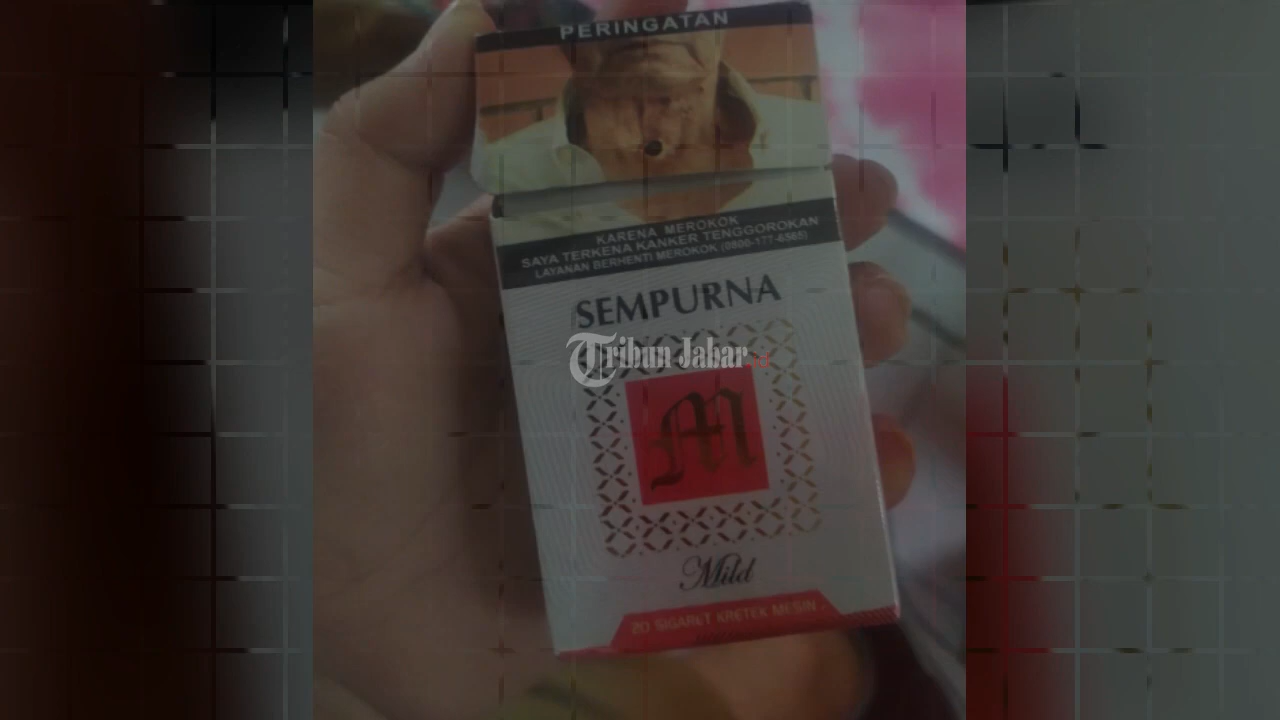 PERINGATAN
KARENA MEROKOK
SAYA TERKENA KANKER TENGGOROKAN
LAYANAN BERHENTI MEROKOK (0800-177-6565)
SEMPURNA
Tribun Jabar.id
M
Mild
20 SIGARET KRETEK MESIN